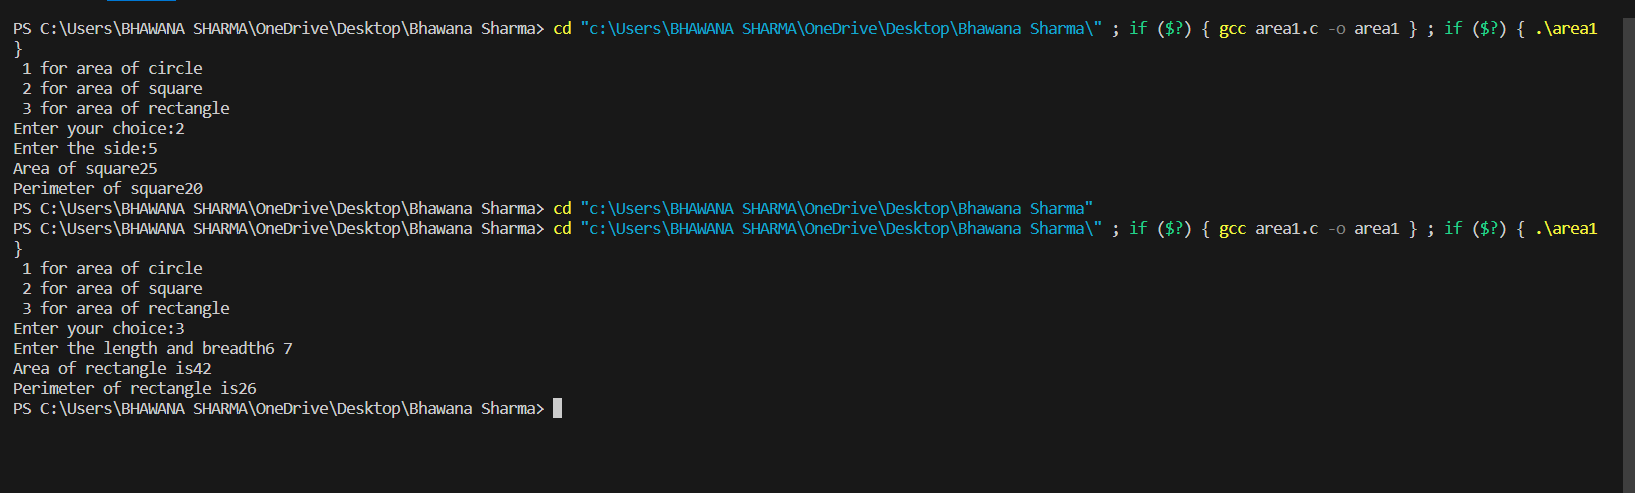 PS C:\Users\BHAWANA SHARMA\OneDrive\Desktop\Bhawana Sharma> cd "c:\Users\BHAWANA SHARMA\OneDrive\Desktop\Bhawana Sharma\" ; if ($?) { gcc area1.c -o area1 } ; if ($?) { .\area1
}
 1 for area of circle
 2 for area of square
 3 for area of rectangle
Enter your choice:2
Enter the side:5
Area of square25
Perimeter of square20
PS C:\Users\BHAWANA SHARMA\OneDrive\Desktop\Bhawana Sharma> cd "c:\Users\BHAWANA SHARMA\OneDrive\Desktop\Bhawana Sharma"
PS C:\Users\BHAWANA SHARMA\OneDrive\Desktop\Bhawana Sharma> cd "c:\Users\BHAWANA SHARMA\OneDrive\Desktop\Bhawana Sharma\" ; if ($?) { gcc area1.c -o area1 } ; if ($?) { .\area1
}
 1 for area of circle
 2 for area of square
 3 for area of rectangle
Enter your choice:3
Enter the length and breadth6 7
Area of rectangle is42
Perimeter of rectangle is26
PS C:\Users\BHAWANA SHARMA\OneDrive\Desktop\Bhawana Sharma>